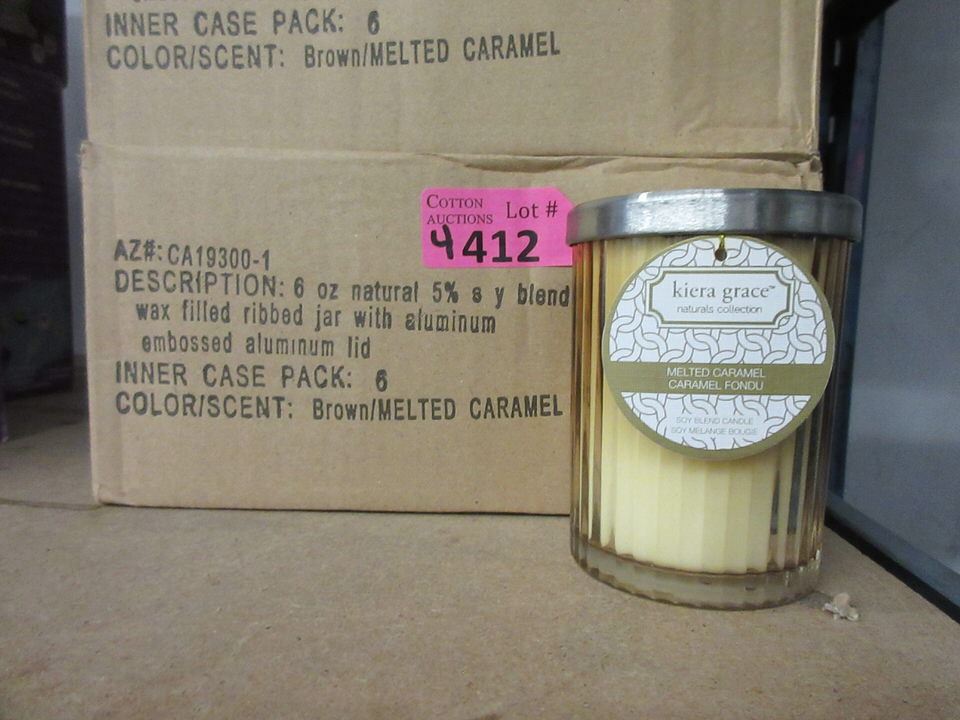 INNER CASE PACK: 6
COLOR/SCENT: Brown/MELTED CARAMEL
COTTON AUCTIONS Lot #
4412
AZ#: CA19300-1
DESCRIPTION: 6 oz natural 5% s y blend
wax filled ribbed jar with aluminum
embossed aluminum lid
INNER CASE PACK: 6
COLOR/SCENT: Brown/MELTED CARAMEL
kiera grace™
naturals collection
MELTED CARAMEL
CARAMEL FONDU
SOY BLEND CANDLE
SOY MELANGE BOUGIE